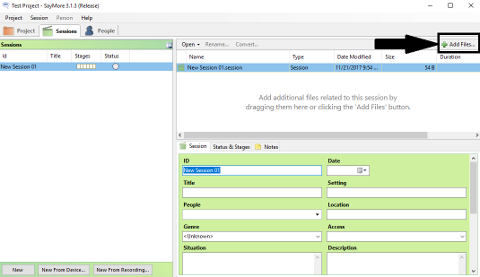 Test Project - SayMore 3.1.3 (Release)
Project Session Person Help
Project Sessions People
Sessions
Id Title Stages Status
New Session 01
Open Rename... Convert...
Add Files...
Name Type Date Modified Size Duration
New Session 01.session Session 11/21/2017 9:54 ... 54 B
Add additional files related to this session by
dragging them here or clicking the 'Add Files' button.
Session Status & Stages Notes
ID Date
New Session 01
Title Setting
People Location
Genre Access
<Unknown>
Situation Description
New New From Device... New From Recording...